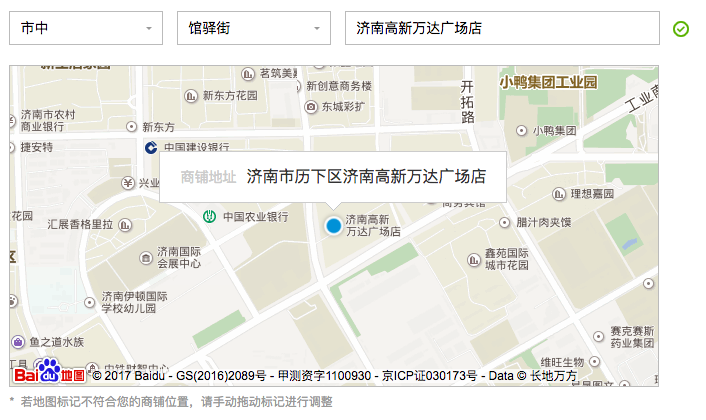 市中
馆驿街
济南高新万达广场店
茗筑美
新创意商务楼
新东方花园
东城彩扩
开拓路
小鸭集团工业园
工业南
济南市农村
商业银行
新东方
小鸭集团
捷安特
中国建设银行
商铺地址 济南市历下区济南高新万达广场店
兴业
理想嘉园
花园
汇展香格里拉
中国农业银行
济南高新
万达广场店
腊汁肉夹馍
济南国际
会展中心
鑫苑国际
城市花园
区
济南伊顿国际
学校幼儿园
鱼之道水族
赛克赛斯
药业集团
维旺生物
工具
Bai du 地图
© 2017 Baidu - GS(2016)2089号 - 甲测资字1100930 - 京ICP证030173号 - Data © 长地万方
* 若地图标记不符合您的商铺位置，请手动拖动标记进行调整